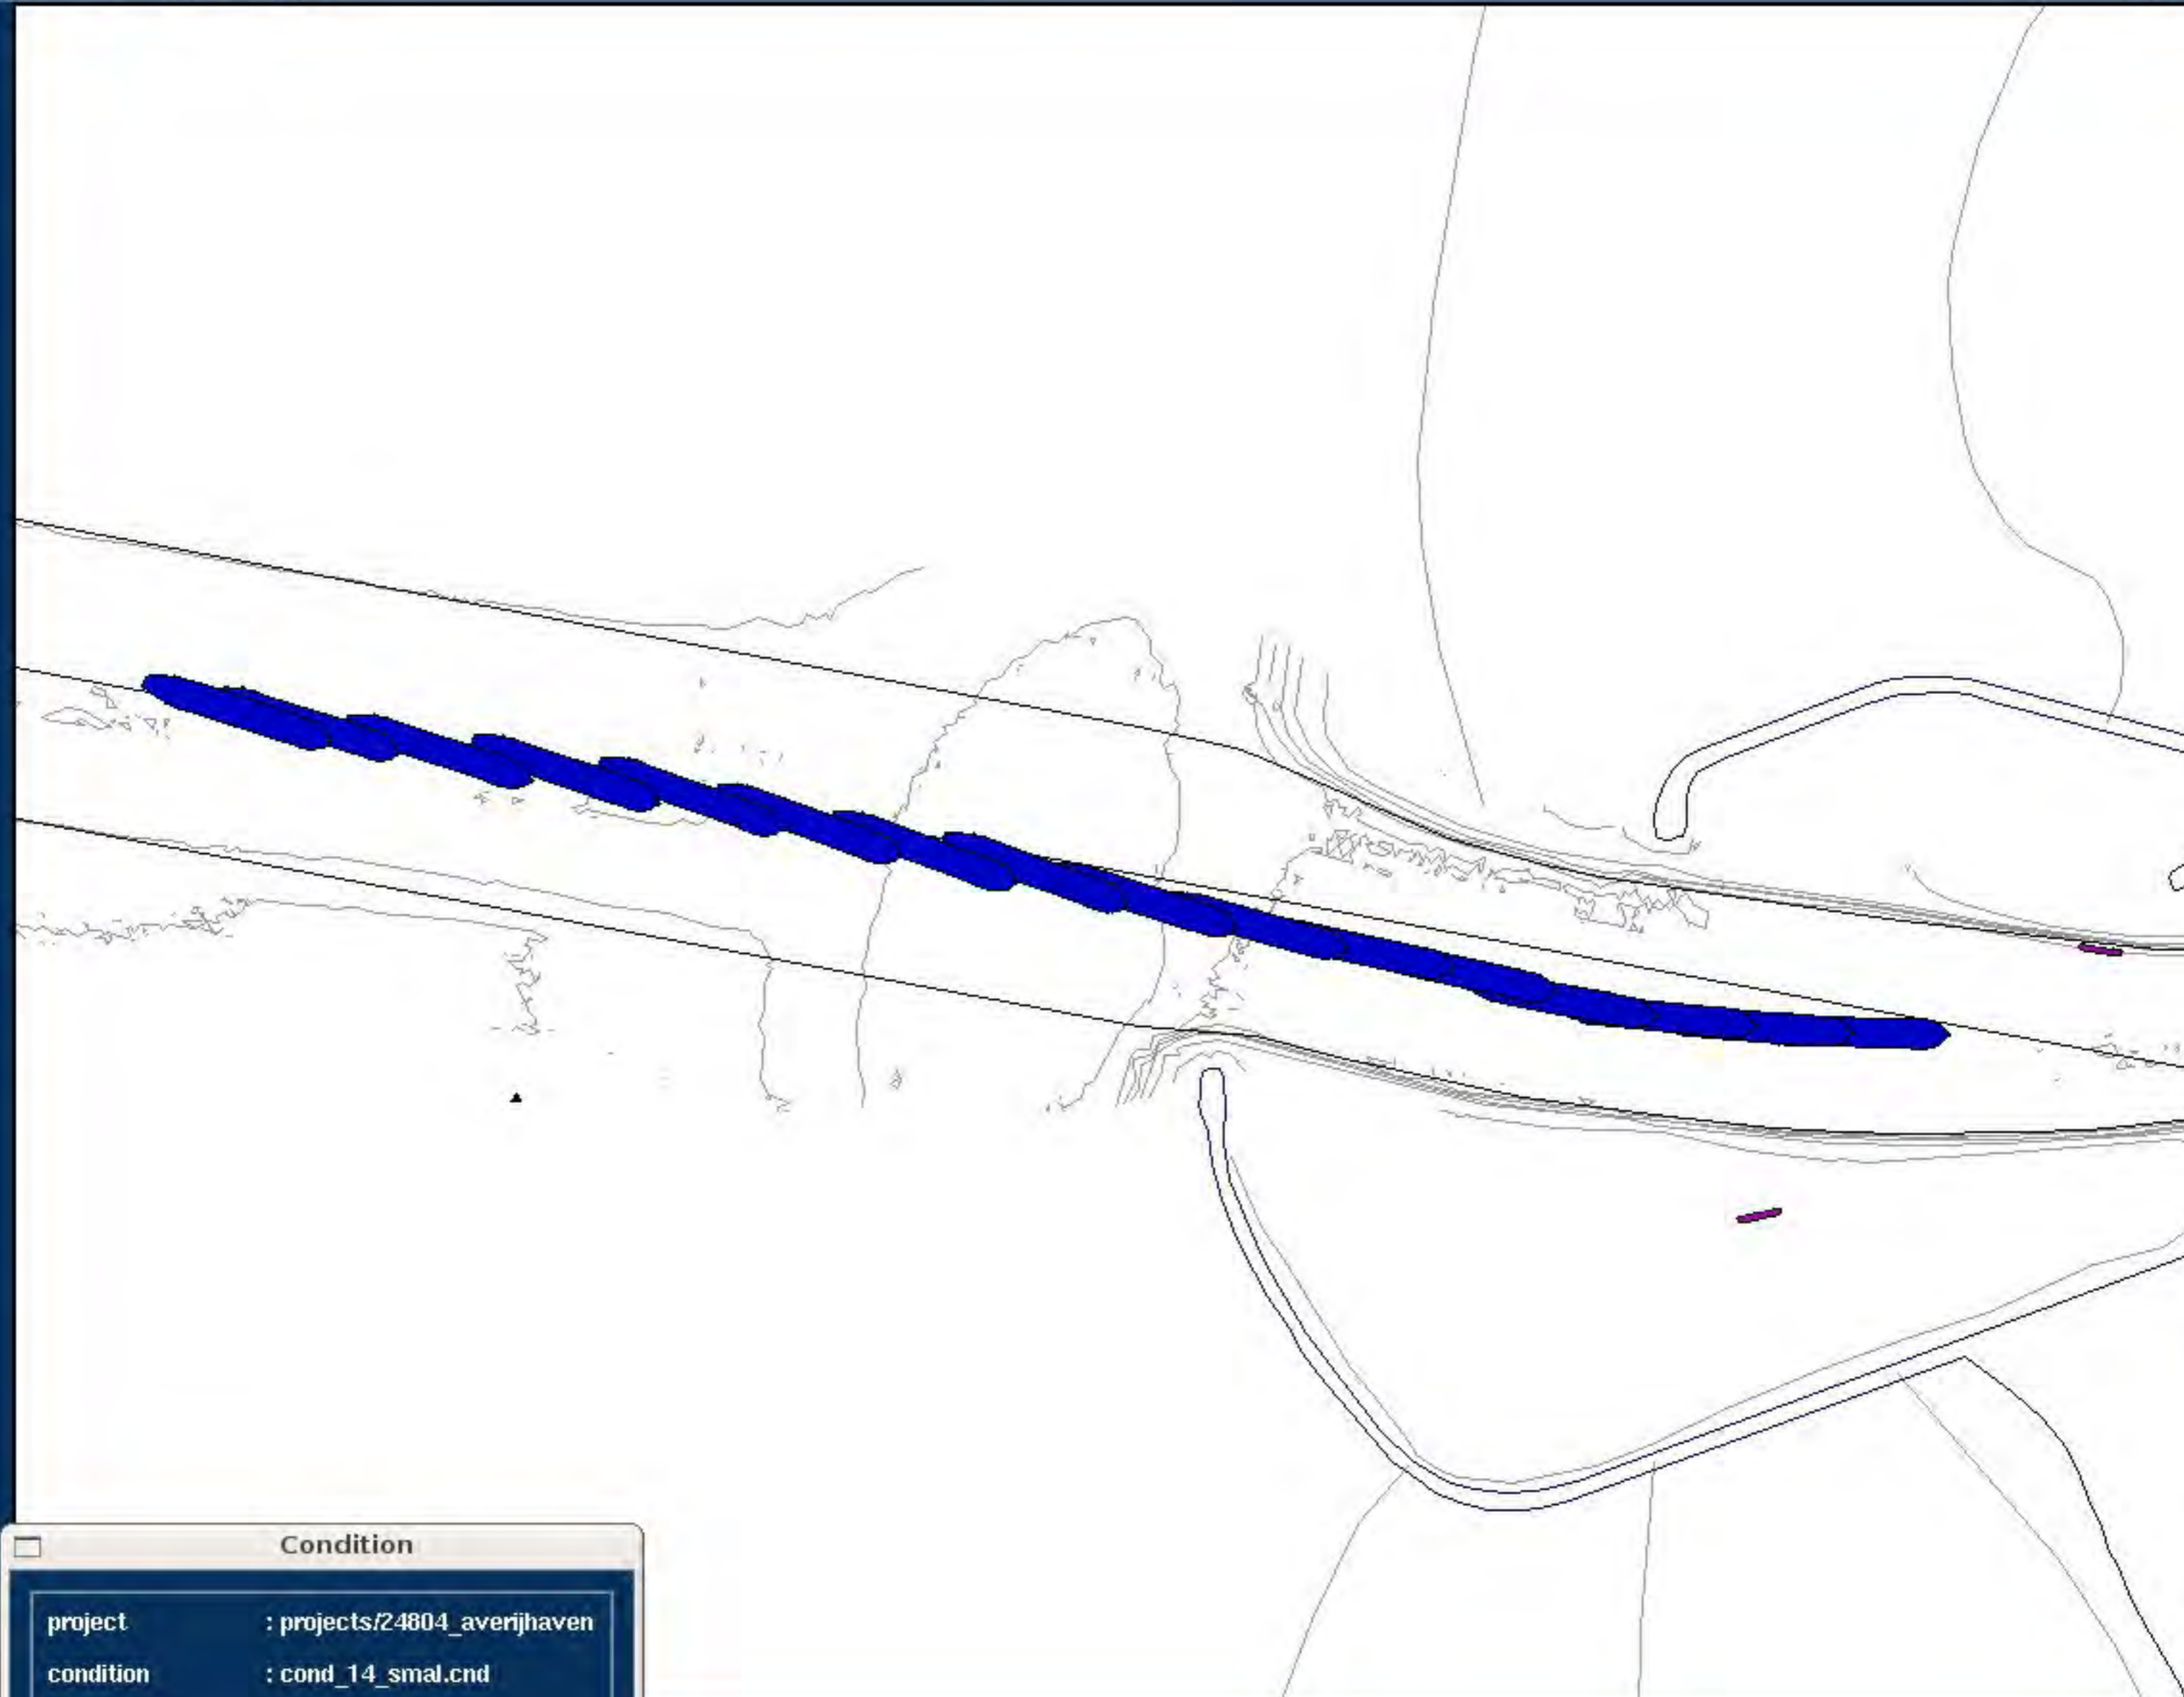 Condition
project : projects/24804_averijhaven
condition : cond_14_smal.cnd